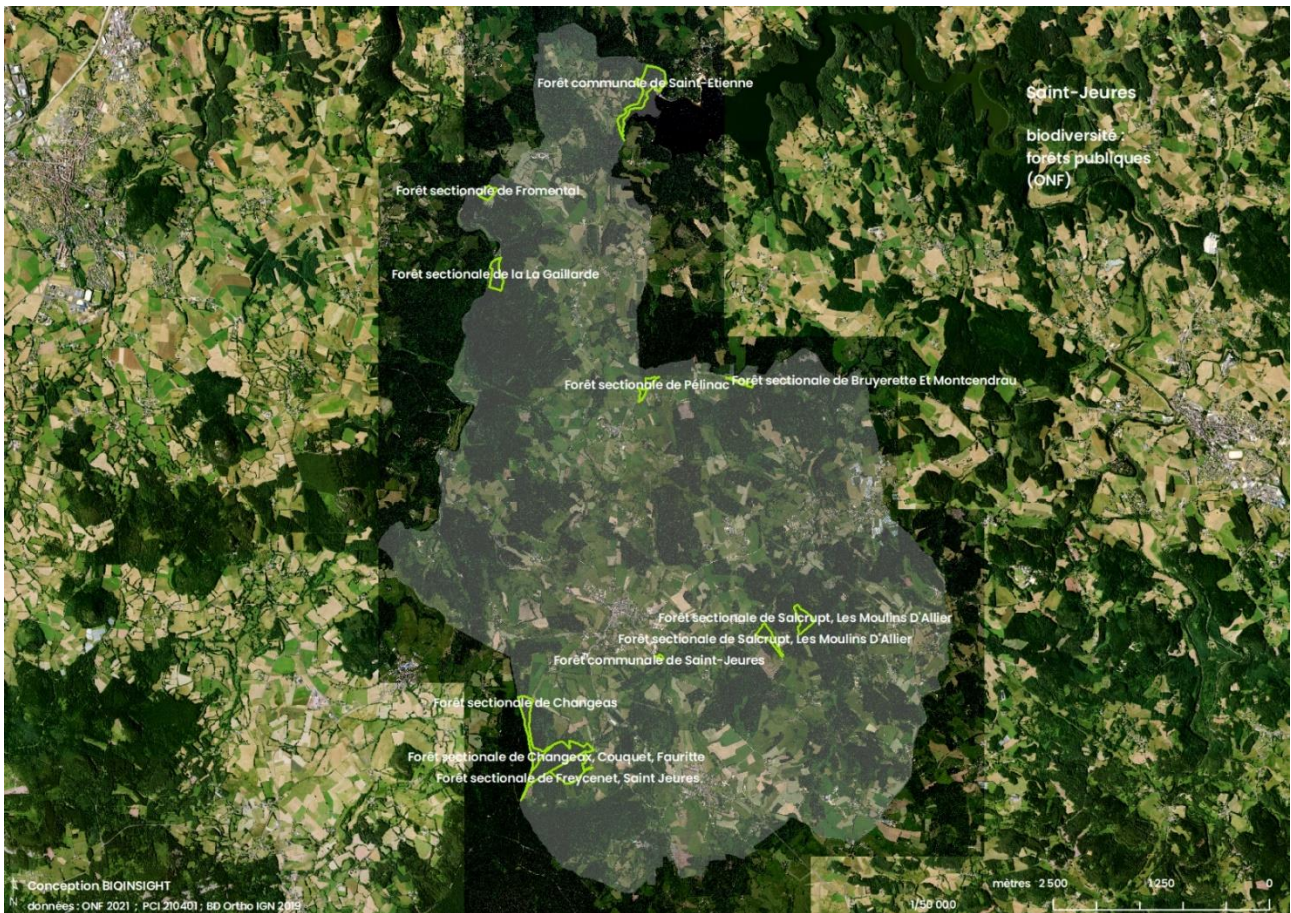 Forêt communale de Saint-Etienne
Saint-Jeures
biodiversité :
forêts publiques
(ONF)
Forêt sectionale de Fromental
Forêt sectionale de la La Gaillarde
Forêt sectionale de Pélinac
Forêt sectionale de Bruyerette Et Montcendrau
Forêt sectionale de Salcrupt, Les Moulins D'Allier
Forêt sectionale de Salcrupt, Les Moulins D'Allier
Forêt communale de Saint-Jeures
Forêt sectionale de Changeas
Forêt sectionale de Changeax, Couquet, Fauritte
Forêt sectionale de Freycenet, Saint Jeures
N
Conception BIQINSIGHT
données : ONF 2021 ; PCI 210401 ; BD Ortho IGN 2019
mètres 2 500 1 250 0
1/50 000